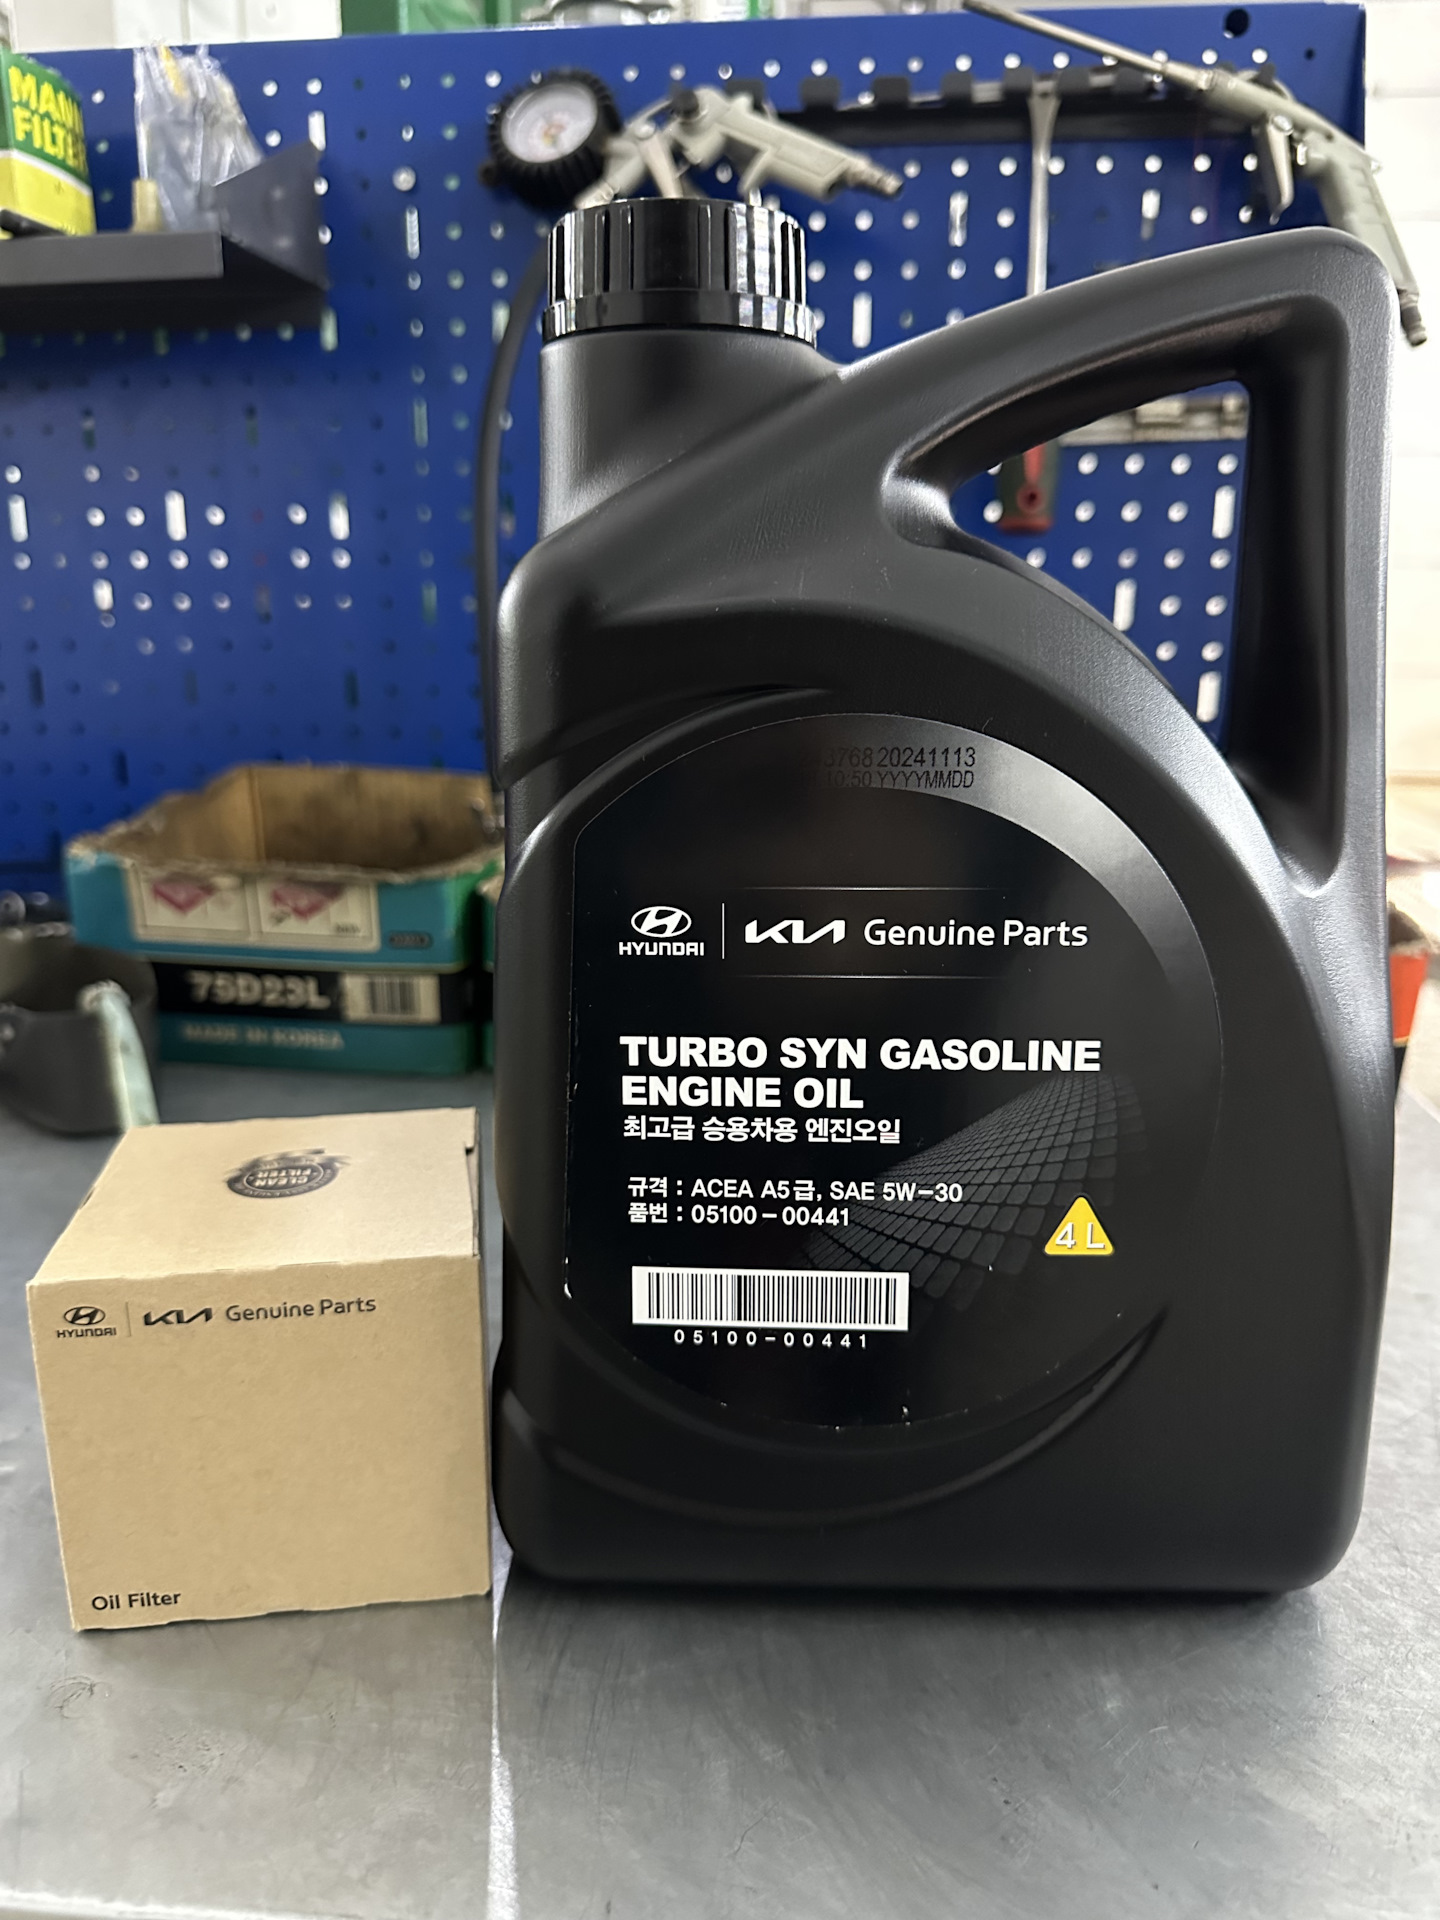 MANN
FILTER
3768 20241113
10.50 YYYYMMDD
HYUNDAI
KIA Genuine Parts
TURBO SYN GASOLINE
ENGINE OIL
최고급 승용차용 엔진오일
규격 : ACEA A5급, SAE 5W-30
품번 : 05100-00441
4 L
05100-00441
75D23L
MADE IN KOREA
CLEAN
FILTER
HYUNDAI
KIA Genuine Parts
Oil Filter